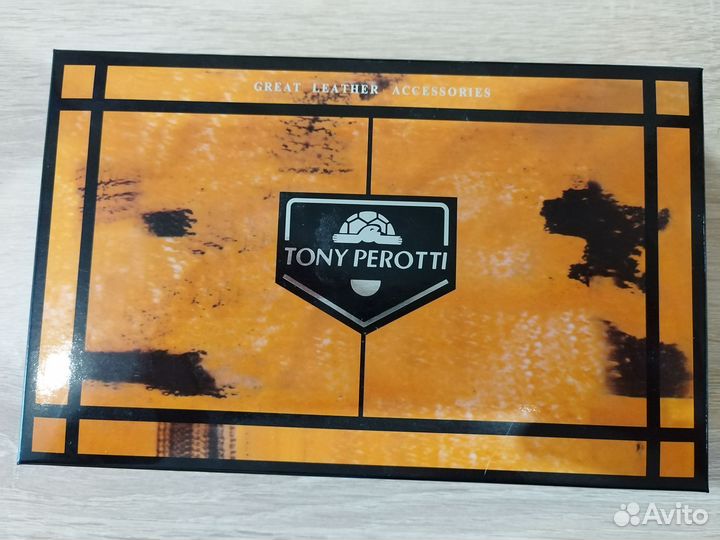 GREAT LEATHER ACCESSORIES
TONY PEROTTI
Avito